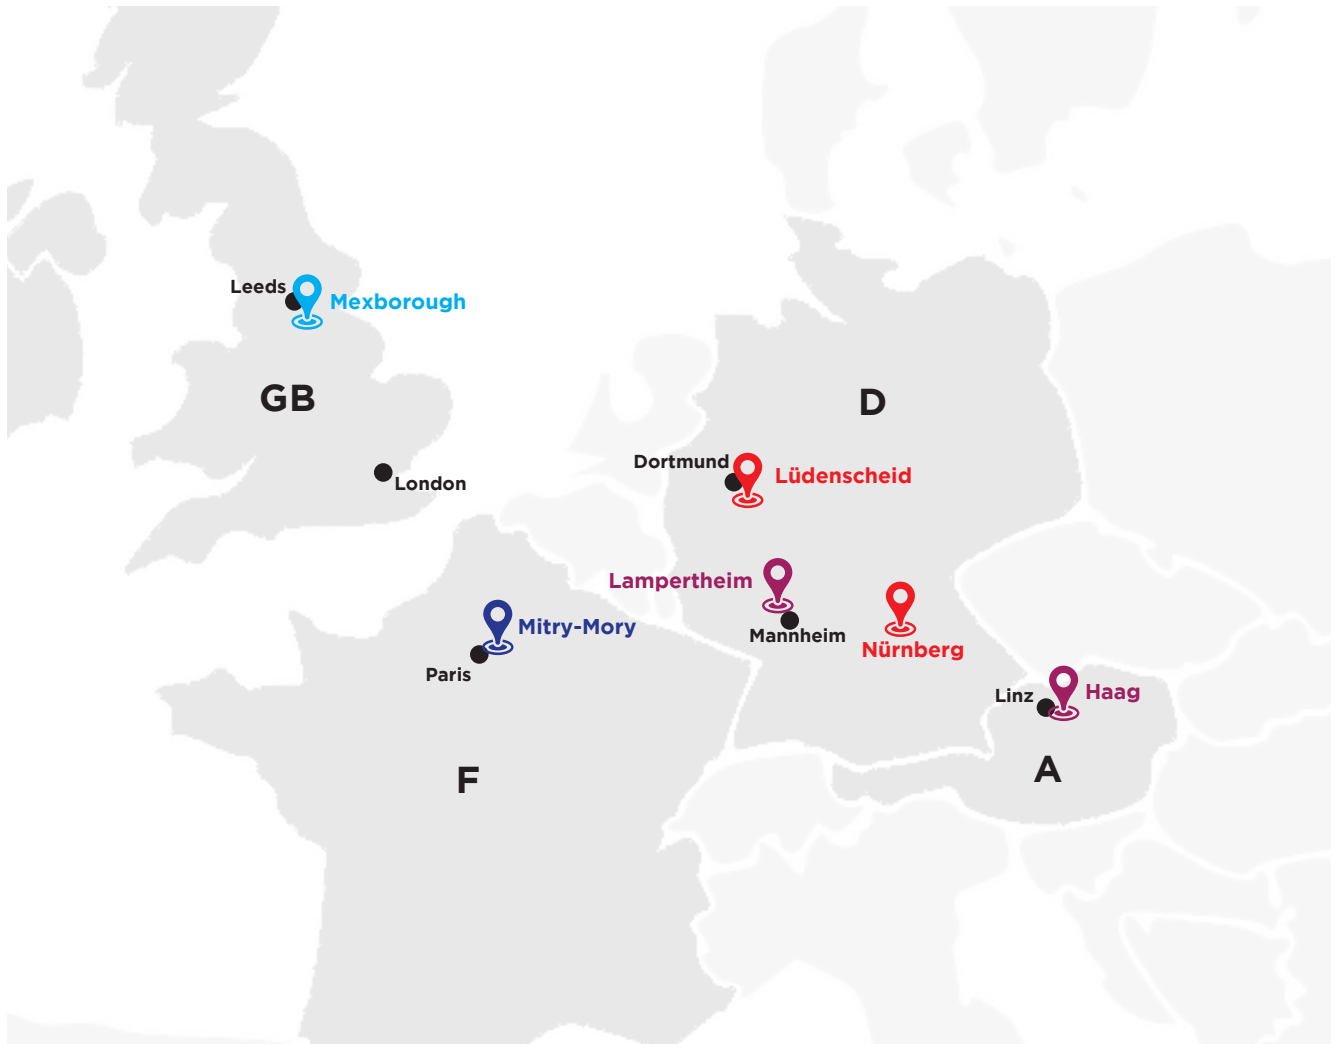 Leeds
Mexborough
GB
D
Dortmund
Lüdenscheid
London
Lampertheim
Mannheim
Nürnberg
Mitry-Mory
Paris
Linz
Haag
F
A